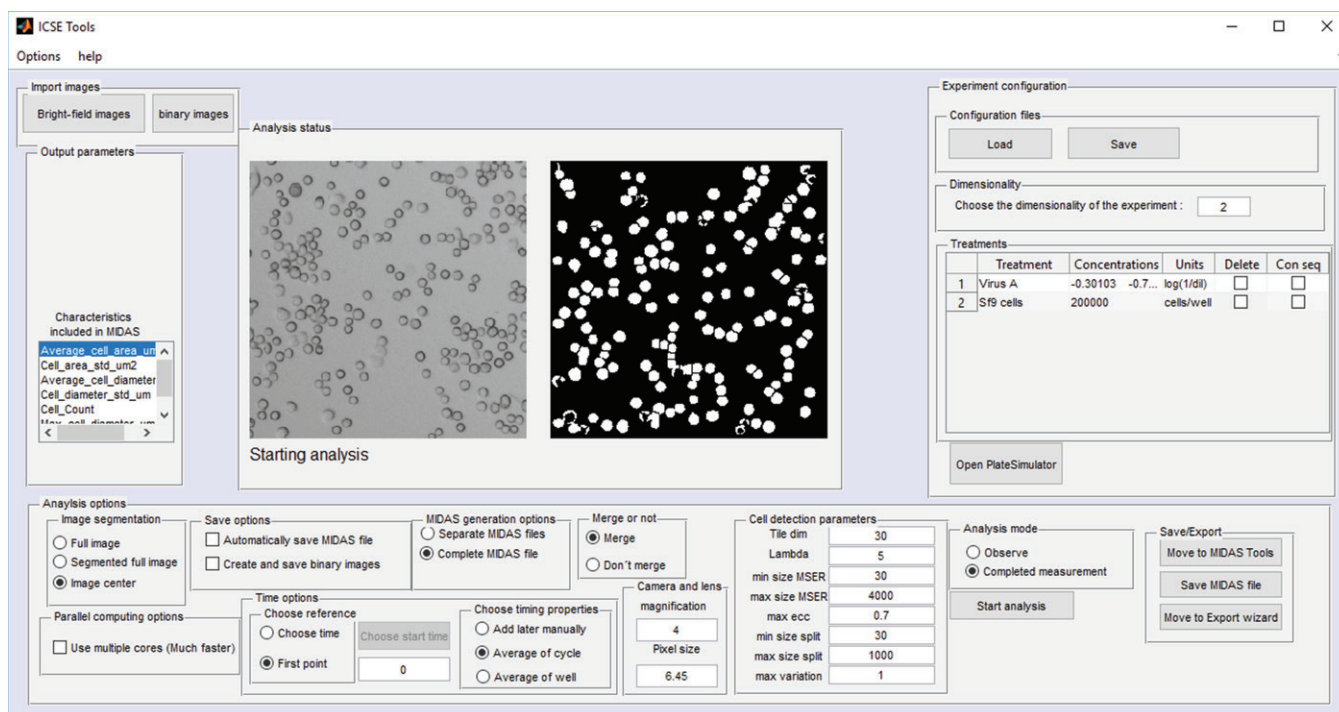 ICSE Tools
Options help
Import images
Bright-field images
binary images
Output parameters
Characteristics
included in MIDAS
Average_cell_area_un
Cell_area_std_um2
Average_cell_diameter
Cell_diameter_std_um
Cell_Count
Max_cell_diameter_um
Analysis status
Starting analysis
Experiment configuration
Configuration files
Load
Save
Dimensionality
Choose the dimensionality of the experiment : 2
Treatments
Treatment Concentrations Units Delete Con seq
1 Virus A -0.30103 -0.7... log(1/dil)
2 Sf9 cells 200000 cells/well
Open PlateSimulator
Anaylsis options
Image segmentation
Full image
Segmented full image
Image center
Parallel computing options
Use multiple cores (Much faster)
Save options
Automatically save MIDAS file
Create and save binary images
MIDAS generation options
Separate MIDAS files
Complete MIDAS file
Merge or not
Merge
Don´t merge
Time options
Choose reference
Choose time
Choose start time
First point
0
Choose timing properties
Add later manually
Average of cycle
Average of well
Camera and lens
magnification
4
Pixel size
6.45
Cell detection parameters
Tile dim 30
Lambda 5
min size MSER 30
max size MSER 4000
max ecc 0.7
min size split 30
max size split 1000
max variation 1
Analysis mode
Observe
Completed measurement
Start analysis
Save/Export
Move to MIDAS Tools
Save MIDAS file
Move to Export wizard